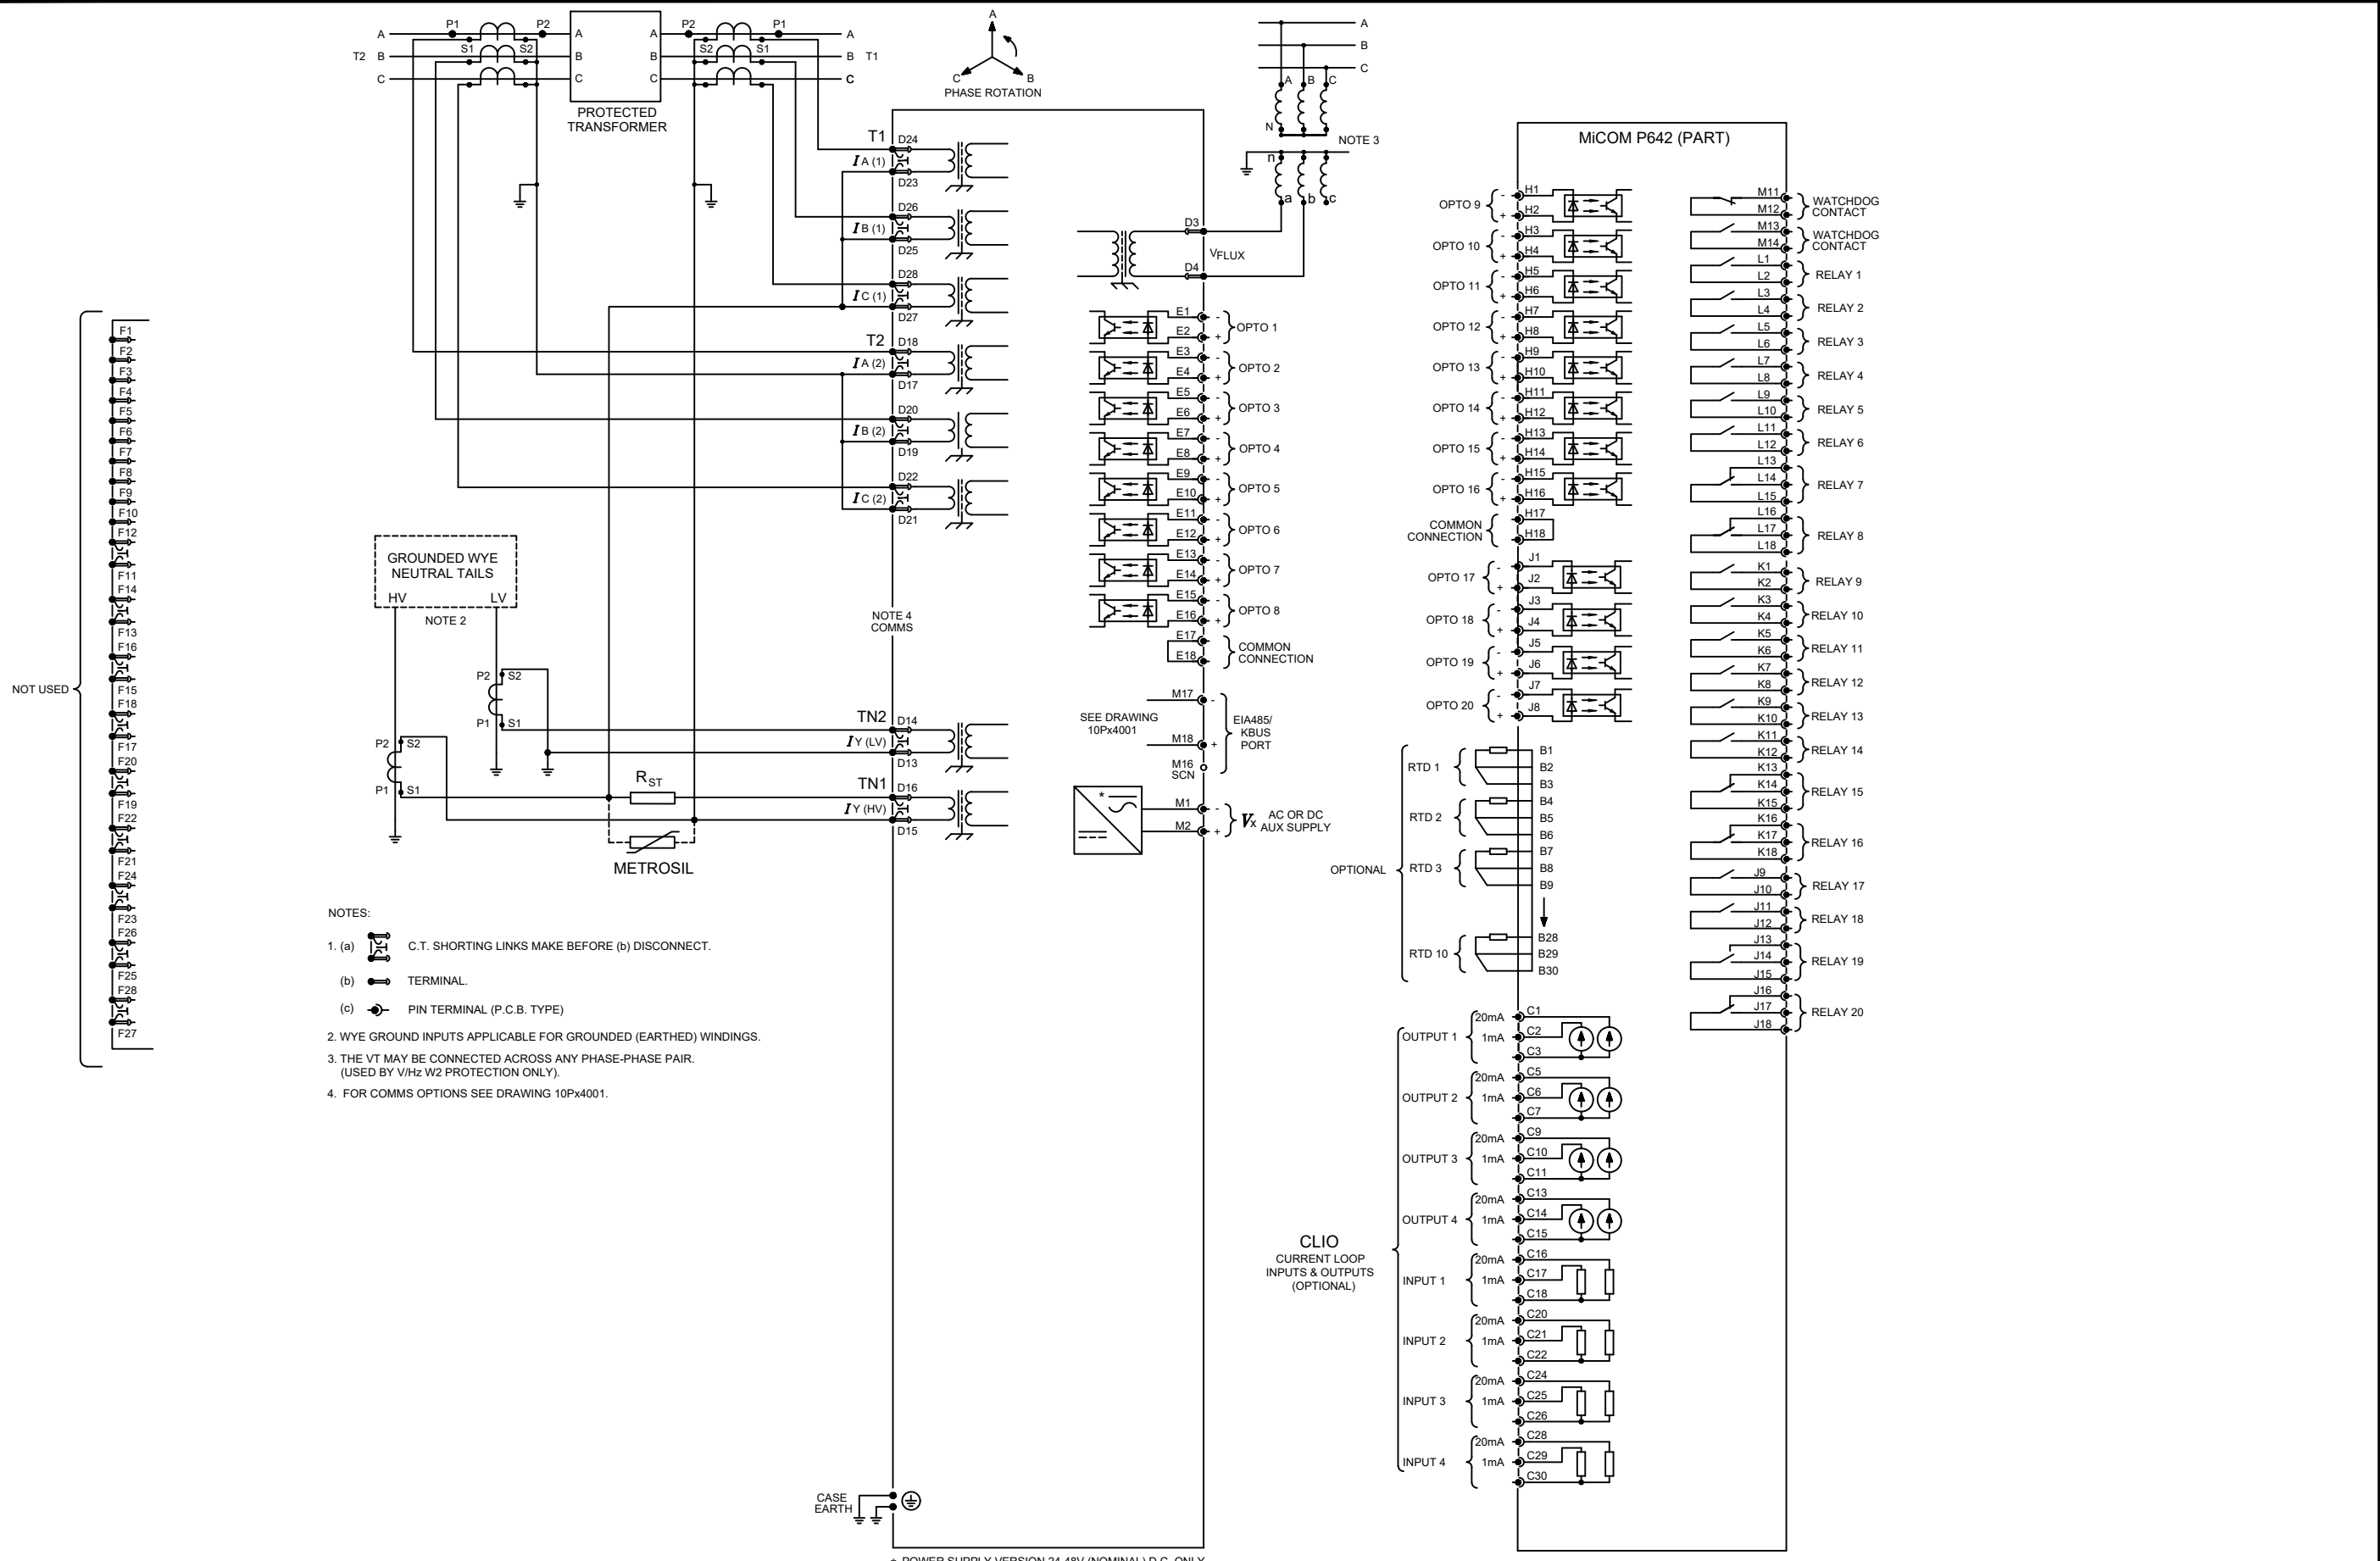 A
P1
P2
A
A
P2
P1
A
T2
B
S1
S2
B
B
S2
S1
B
T1
C
C
C
C
PROTECTED
TRANSFORMER
A
C
B
PHASE ROTATION
A
B
C
A
B
C
N
NOTE 3
n
a
b
c
T1
D24
I A (1)
D23
D26
I B (1)
D25
D28
I C (1)
D27
T2
D18
I A (2)
D17
D20
I B (2)
D19
D22
I C (2)
D21
NOTE 4
COMMS
TN2
D14
I Y (LV)
D13
TN1
D16
I Y (HV)
D15
GROUNDED WYE
NEUTRAL TAILS
HV
LV
NOTE 2
P2
S2
P1
S1
P2
S2
P1
S1
RST
METROSIL
NOT USED
F1
F2
F3
F4
F5
F6
F7
F8
F9
F10
F12
F11
F14
F13
F16
F15
F18
F17
F20
F19
F22
F21
F24
F23
F26
F25
F28
F27
NOTES:
1. (a) C.T. SHORTING LINKS MAKE BEFORE (b) DISCONNECT.
(b) TERMINAL.
(c) PIN TERMINAL (P.C.B. TYPE)
2. WYE GROUND INPUTS APPLICABLE FOR GROUNDED (EARTHED) WINDINGS.
3. THE VT MAY BE CONNECTED ACROSS ANY PHASE-PHASE PAIR.
(USED BY V/Hz W2 PROTECTION ONLY).
4. FOR COMMS OPTIONS SEE DRAWING 10Px4001.
D3
VFLUX
D4
E1 -
E2 +
OPTO 1
E3 -
E4 +
OPTO 2
E5 -
E6 +
OPTO 3
E7 -
E8 +
OPTO 4
E9 -
E10 +
OPTO 5
E11 -
E12 +
OPTO 6
E13 -
E14 +
OPTO 7
E15 -
E16 +
OPTO 8
E17
E18
COMMON
CONNECTION
M17 -
SEE DRAWING
10Px4001
M18 +
M16
SCN
EIA485/
KBUS
PORT
*
M1 -
M2 +
Vx
AC OR DC
AUX SUPPLY
CASE
EARTH
* POWER SUPPLY VERSION 24-48V (NOMINAL) D.C. ONLY
MiCOM P642 (PART)
OPTO 9
- H1
+ H2
OPTO 10
- H3
+ H4
OPTO 11
- H5
+ H6
OPTO 12
- H7
+ H8
OPTO 13
- H9
+ H10
OPTO 14
- H11
+ H12
OPTO 15
- H13
+ H14
OPTO 16
- H15
+ H16
COMMON
CONNECTION
H17
H18
OPTO 17
- J1
+ J2
OPTO 18
- J3
+ J4
OPTO 19
- J5
+ J6
OPTO 20
- J7
+ J8
OPTIONAL
RTD 1
B1
B2
B3
RTD 2
B4
B5
B6
RTD 3
B7
B8
B9
RTD 10
B28
B29
B30
CLIO
CURRENT LOOP
INPUTS & OUTPUTS
(OPTIONAL)
OUTPUT 1
20mA C1
1mA C2
C3
OUTPUT 2
20mA C5
1mA C6
C7
OUTPUT 3
20mA C9
1mA C10
C11
OUTPUT 4
20mA C13
1mA C14
C15
INPUT 1
20mA C16
1mA C17
C18
INPUT 2
20mA C20
1mA C21
C22
INPUT 3
20mA C24
1mA C25
C26
INPUT 4
20mA C28
1mA C29
C30
M11
M12
WATCHDOG
CONTACT
M13
M14
WATCHDOG
CONTACT
L1
L2
RELAY 1
L3
L4
RELAY 2
L5
L6
RELAY 3
L7
L8
RELAY 4
L9
L10
RELAY 5
L11
L12
RELAY 6
L13
L14
L15
RELAY 7
L16
L17
L18
RELAY 8
K1
K2
RELAY 9
K3
K4
RELAY 10
K5
K6
RELAY 11
K7
K8
RELAY 12
K9
K10
RELAY 13
K11
K12
RELAY 14
K13
K14
K15
RELAY 15
K16
K17
K18
RELAY 16
J9
J10
RELAY 17
J11
J12
RELAY 18
J13
J14
J15
RELAY 19
J16
J17
J18
RELAY 20